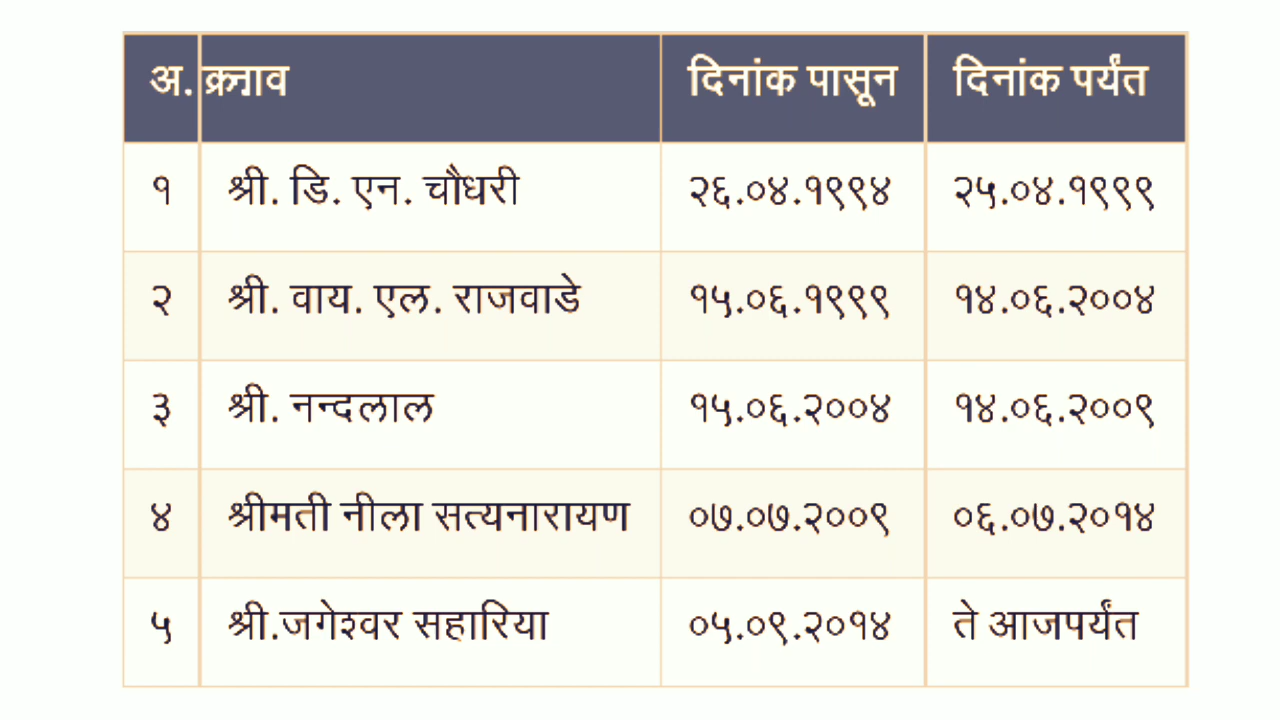 अ. क्र नाव दिनांक पासून दिनांक पर्यंत
१ श्री. डि. एन. चौधरी २६.०४.१९९४ २५.०४.१९९९
२ श्री. वाय. एल. राजवाडे १५.०६.१९९९ १४.०६.२००४
३ श्री. नन्दलाल १५.०६.२००४ १४.०६.२००९
४ श्रीमती नीला सत्यनारायण ०७.०७.२००९ ०६.०७.२०१४
५ श्री.जगेश्वर सहारिया ०५.०९.२०१४ ते आजपर्यंत